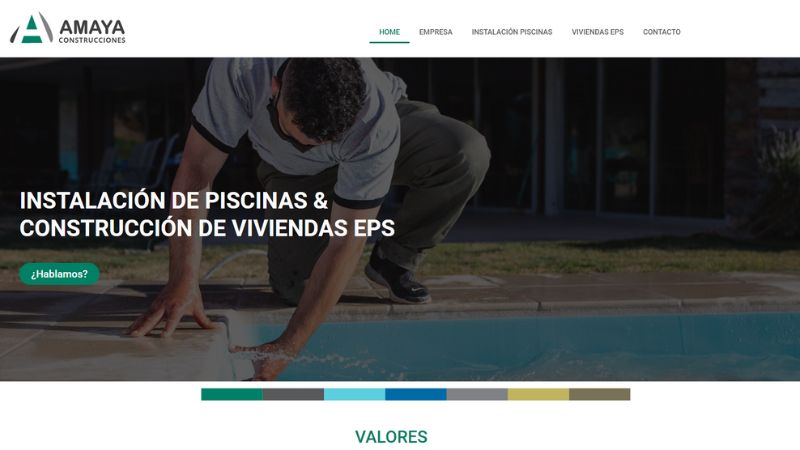 AMAYA
CONSTRUCCIONES
HOME EMPRESA INSTALACIÓN PISCINAS VIVIENDAS EPS CONTACTO
INSTALACIÓN DE PISCINAS &
CONSTRUCCIÓN DE VIVIENDAS EPS
¿Hablamos?
VALORES